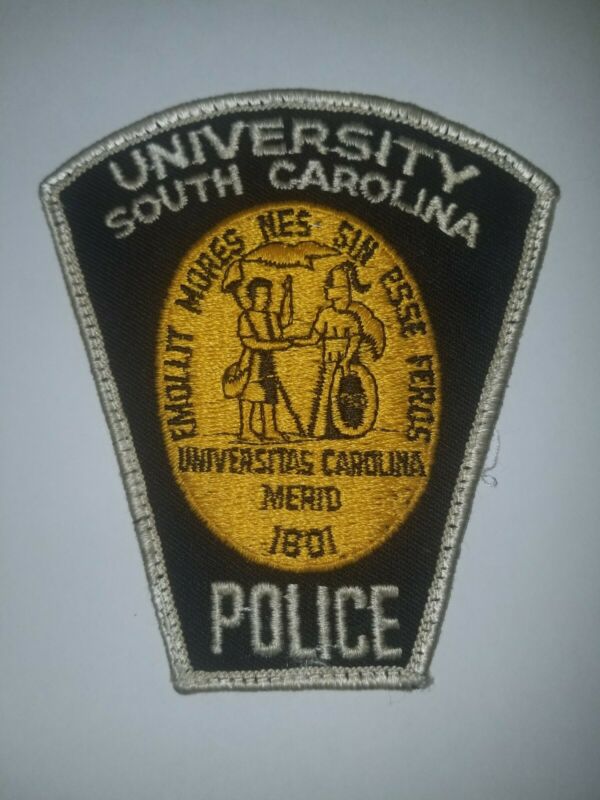 UNIVERSITY
SOUTH CAROLINA
EMOLLIT MORES NES SIN ESSE FEROS
UNIVERSITAS CAROLINA
MERID
1801
POLICE